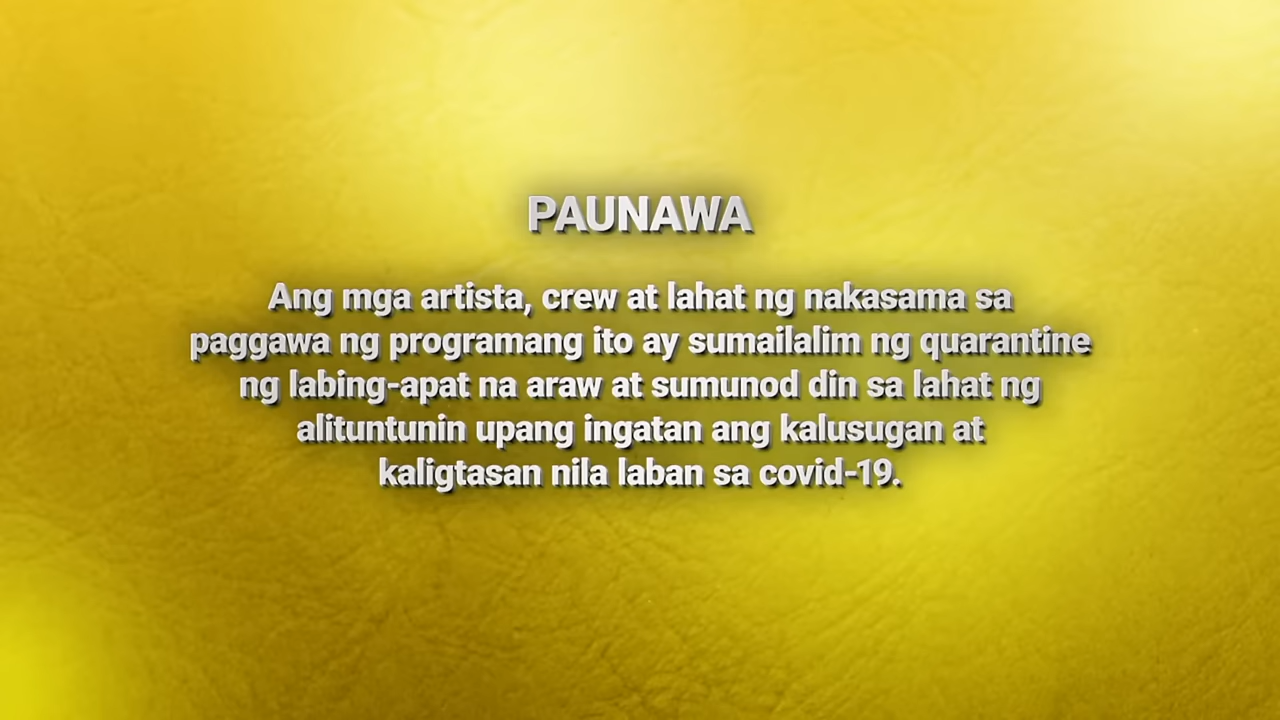 PAUNAWA
Ang mga artista, crew at lahat ng nakasama sa
paggawa ng programang ito ay sumailalim ng quarantine
ng labing-apat na araw at sumunod din sa lahat ng
alituntunin upang ingatan ang kalusugan at
kaligtasan nila laban sa covid-19.